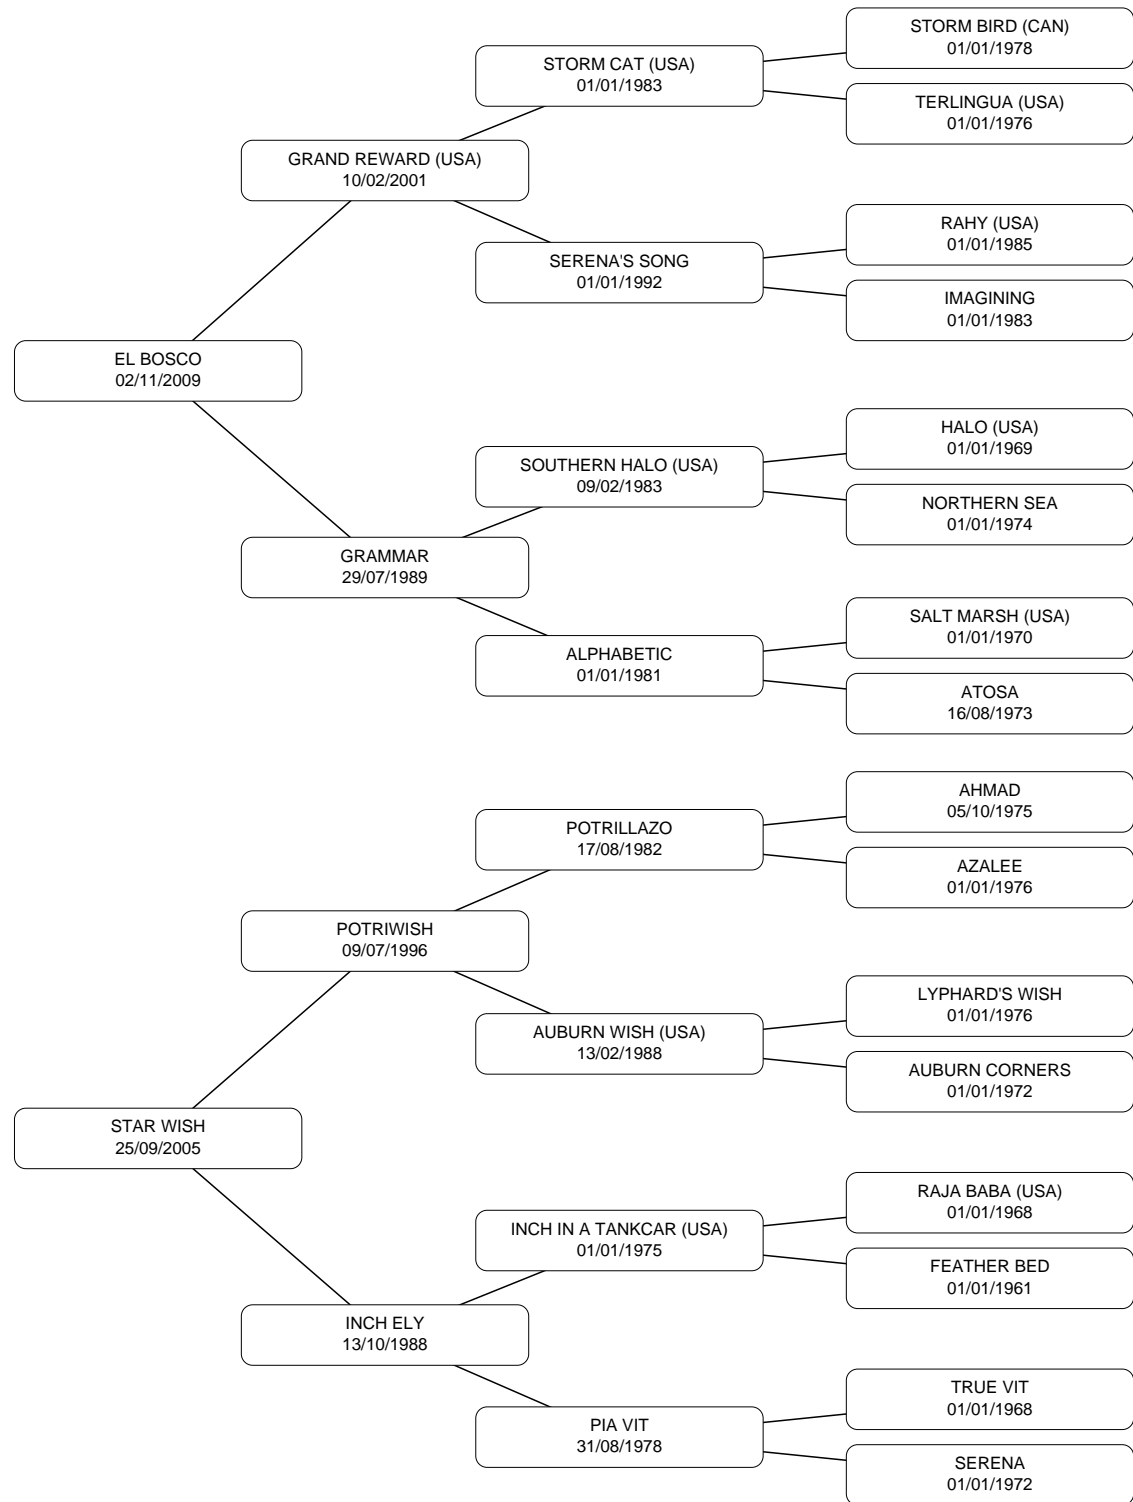 STORM BIRD (CAN)
01/01/1978
STORM CAT (USA)
01/01/1983
TERLINGUA (USA)
01/01/1976
GRAND REWARD (USA)
10/02/2001
RAHY (USA)
01/01/1985
SERENA'S SONG
01/01/1992
IMAGINING
01/01/1983
EL BOSCO
02/11/2009
HALO (USA)
01/01/1969
SOUTHERN HALO (USA)
09/02/1983
NORTHERN SEA
01/01/1974
GRAMMAR
29/07/1989
SALT MARSH (USA)
01/01/1970
ALPHABETIC
01/01/1981
ATOSA
16/08/1973
AHMAD
05/10/1975
POTRILLAZO
17/08/1982
AZALEE
01/01/1976
POTRIWISH
09/07/1996
LYPHARD'S WISH
01/01/1976
AUBURN WISH (USA)
13/02/1988
AUBURN CORNERS
01/01/1972
STAR WISH
25/09/2005
RAJA BABA (USA)
01/01/1968
INCH IN A TANKCAR (USA)
01/01/1975
FEATHER BED
01/01/1961
INCH ELY
13/10/1988
TRUE VIT
01/01/1968
PIA VIT
31/08/1978
SERENA
01/01/1972